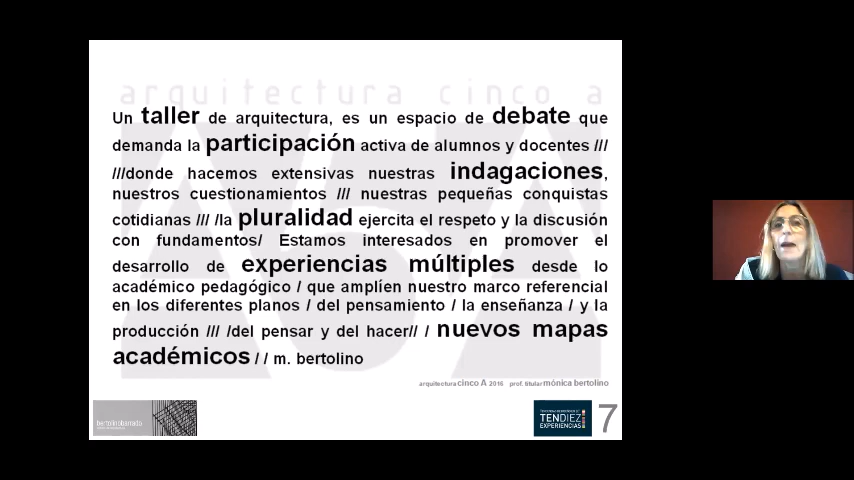 arquitectura cinco a
Un taller de arquitectura, es un espacio de debate que
demanda la participación activa de alumnos y docentes ///
///donde hacemos extensivas nuestras indagaciones,
nuestros cuestionamientos /// nuestras pequeñas conquistas
cotidianas /// /la pluralidad ejercita el respeto y la discusión
con fundamentos/ Estamos interesados en promover el
desarrollo de experiencias múltiples desde lo
académico pedagógico / que amplíen nuestro marco referencial
en los diferentes planos / del pensamiento / la enseñanza / y la
producción /// /del pensar y del hacer// / nuevos mapas
académicos / / m. bertolino
arquitectura cinco A 2016 prof. titular mónica bertolino
bertolinobarrada
TENDIEZ
EXPERIENCIAS
7